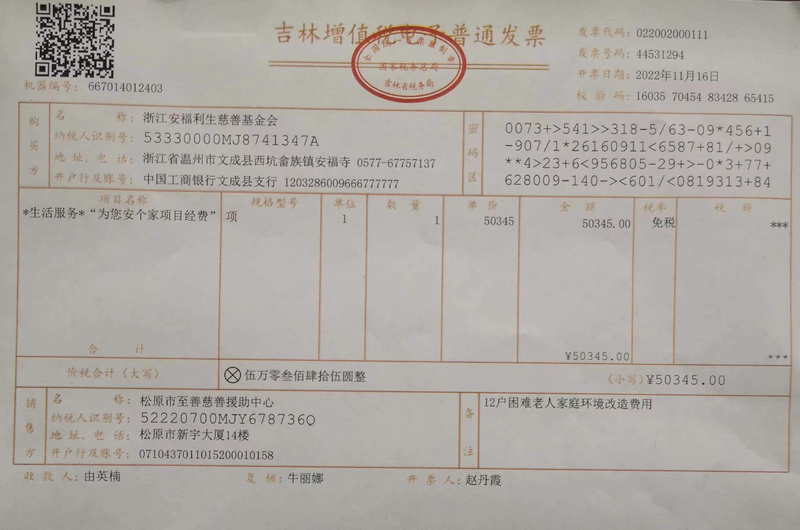 吉林增值税电子普通发票
全国统一发票监制章
国家税务总局
吉林省税务局
发票代码: 022002000111
发票号码: 44531294
开票日期: 2022年11月16日
校验码: 16035 70454 83428 65415
机器编号: 667014012403
购买方
名称: 浙江安福利生慈善基金会
纳税人识别号: 53330000MJ8741347A
地址、电话: 浙江省温州市文成县西坑畲族镇安福寺 0577-67757137
开户行及账号: 中国工商银行文成县支行 1203286009666777777
密码区
0073+>541>>318-5/63-09*456+1
-907/1*26160911<6587+81/+>09
**4>23+6<956805-29+>-0*3+77+
628009-140-><601/<0819313+84
项目名称 规格型号 单位 数量 单价 金额 税率 税额
*生活服务*“为您安个家项目经费” 项 1 1 50345 50345.00 免税 ***
合计 ¥50345.00 ***
价税合计(大写) ⊗伍万零叁佰肆拾伍圆整 (小写)¥50345.00
销售方
名称: 松原市至善慈善援助中心
纳税人识别号: 52220700MJY678736Q
地址、电话: 松原市新宇大厦14楼
开户行及账号: 0710437011015200010158
备注
12户困难老人家庭环境改造费用
收款人: 由英楠 复核: 牛丽娜 开票人: 赵丹霞